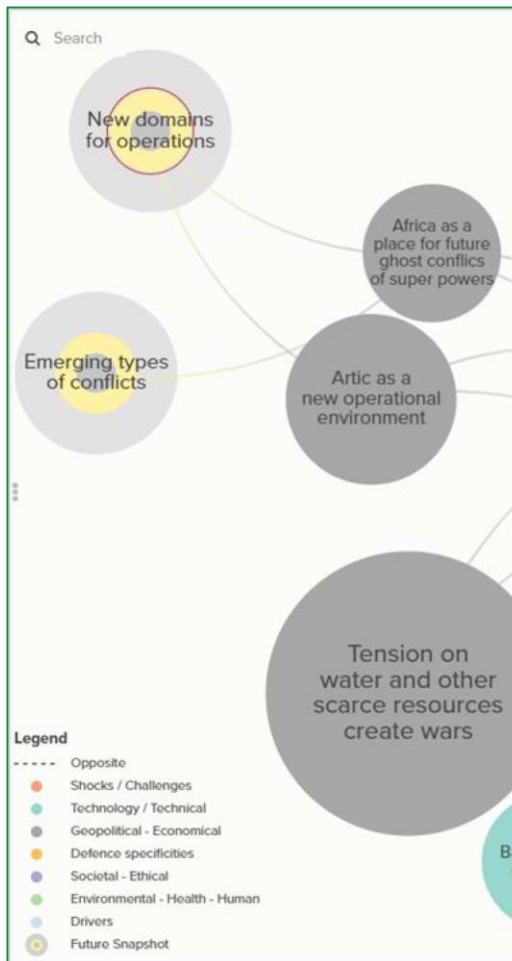 Search
New domains
for operations
Africa as a
place for future
ghost conflics
of super powers
Emerging types
of conflicts
Artic as a
new operational
environment
Tension on
water and other
scarce resources
create wars
Legend
Opposite
Shocks / Challenges
Technology / Technical
Geopolitical - Economical
Defence specificities
Societal - Ethical
Environmental - Health - Human
Drivers
Future Snapshot